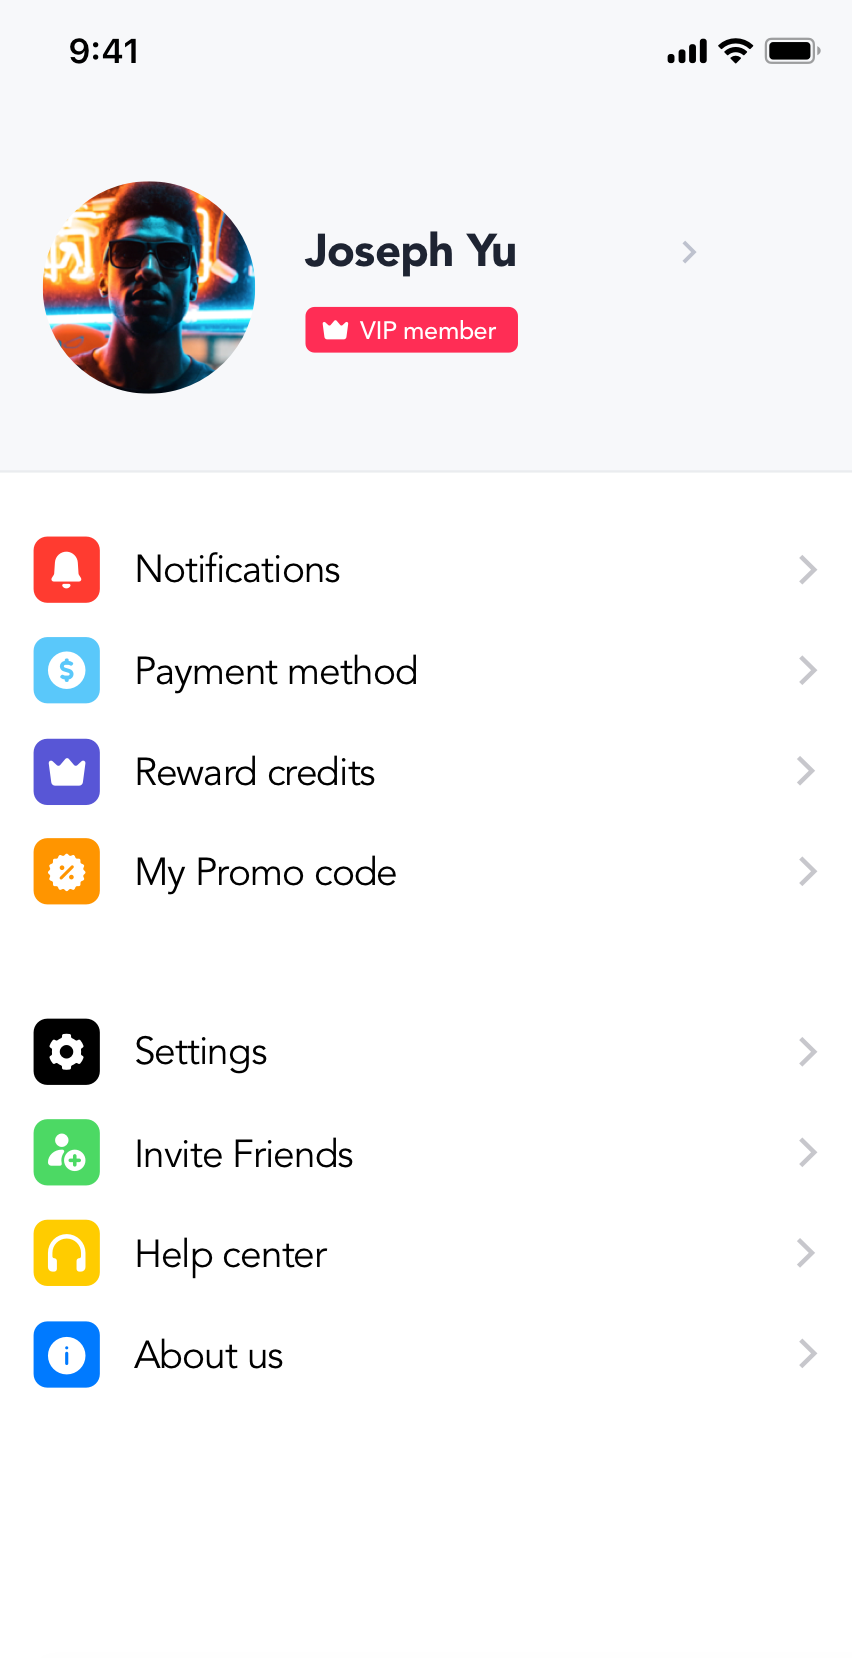 9:41
Joseph Yu
VIP member
Notifications
Payment method
Reward credits
My Promo code
Settings
Invite Friends
Help center
About us